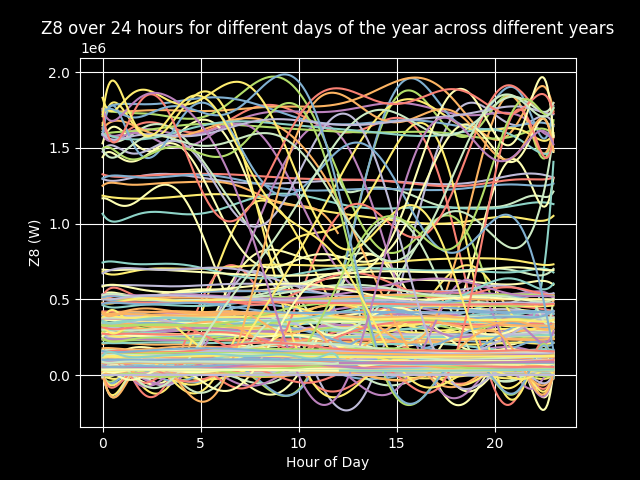 Z8 over 24 hours for different days of the year across different years
1e6
2.0
1.5
1.0
0.5
0.0
Z8 (W)
0 5 10 15 20
Hour of Day